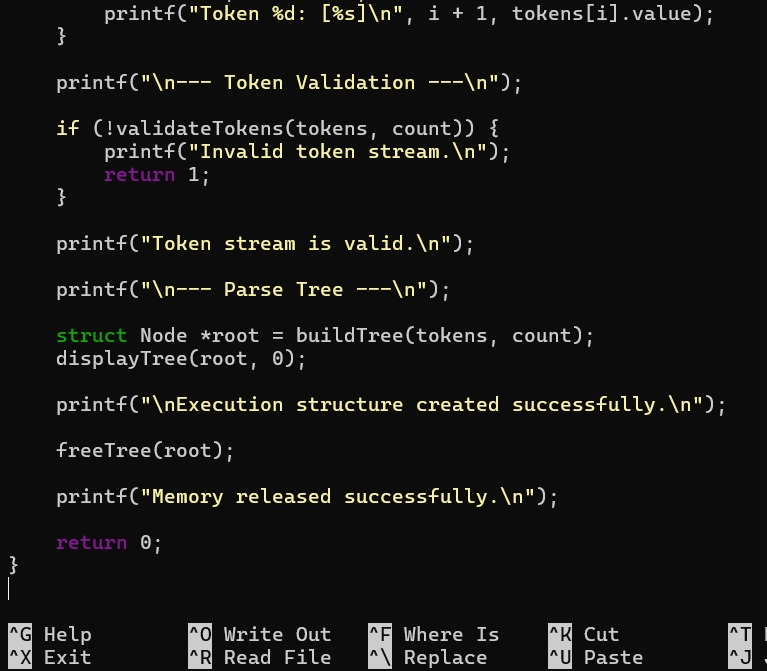 printf("Token %d: [%s]\n", i + 1, tokens[i].value);
    }

    printf("\n--- Token Validation ---\n");

    if (!validateTokens(tokens, count)) {
        printf("Invalid token stream.\n");
        return 1;
    }

    printf("Token stream is valid.\n");

    printf("\n--- Parse Tree ---\n");

    struct Node *root = buildTree(tokens, count);
    displayTree(root, 0);

    printf("\nExecution structure created successfully.\n");

    freeTree(root);

    printf("Memory released successfully.\n");

    return 0;
}

^G Help ^O Write Out ^F Where Is ^K Cut ^T
^X Exit ^R Read File ^\ Replace ^U Paste ^J